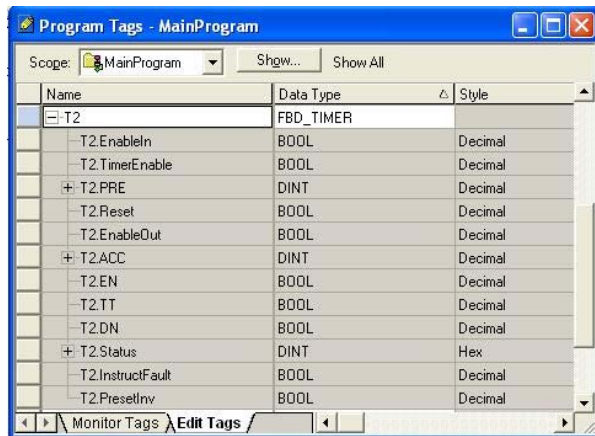 Program Tags - MainProgram
Scope: MainProgram Show... Show All
Name Data Type Style
T2 FBD_TIMER
T2.EnableIn BOOL Decimal
T2.TimerEnable BOOL Decimal
T2.PRE DINT Decimal
T2.Reset BOOL Decimal
T2.EnableOut BOOL Decimal
T2.ACC DINT Decimal
T2.EN BOOL Decimal
T2.TT BOOL Decimal
T2.DN BOOL Decimal
T2.Status DINT Hex
T2.InstructFault BOOL Decimal
T2.PresetInv BOOL Decimal
Monitor Tags Edit Tags